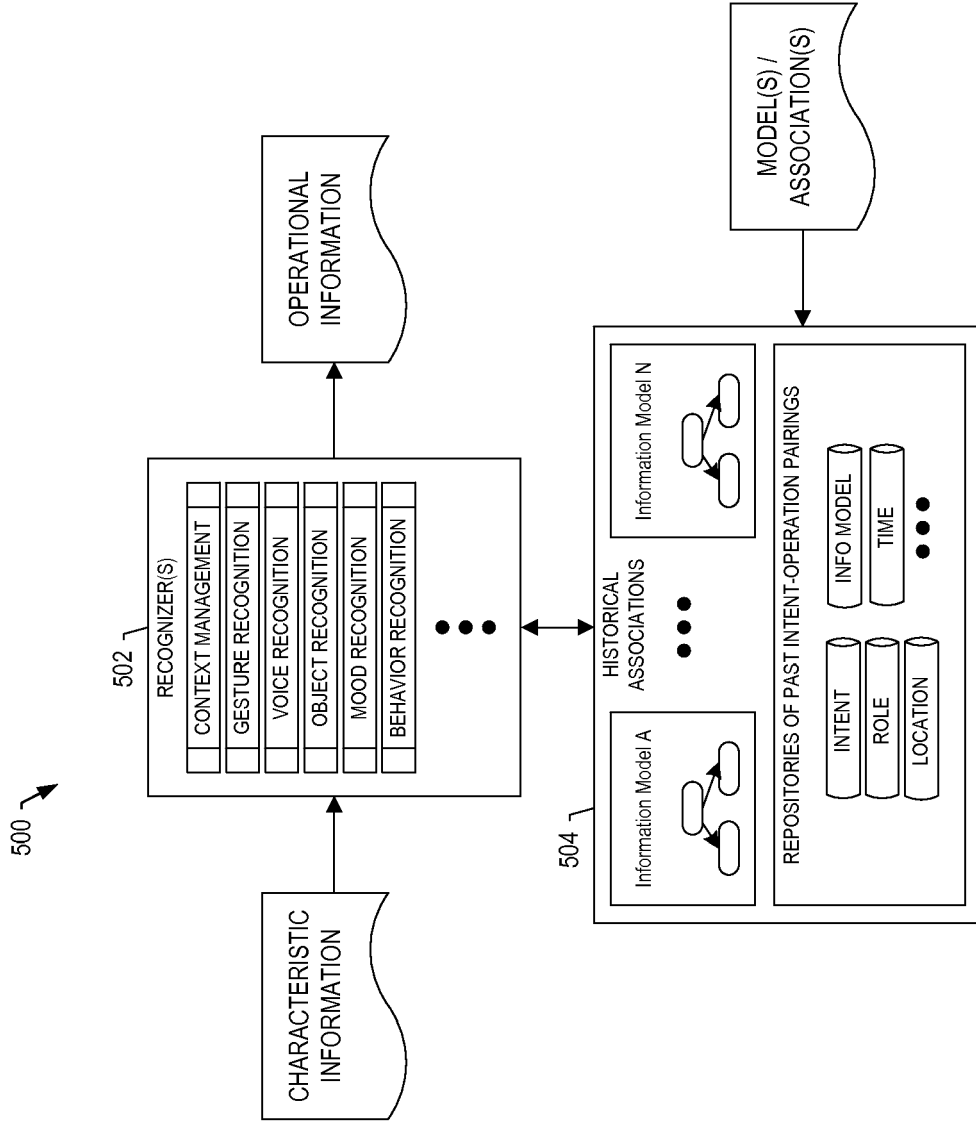 500
502
RECOGNIZER(S)
CONTEXT MANAGEMENT
GESTURE RECOGNITION
VOICE RECOGNITION
OBJECT RECOGNITION
MOOD RECOGNITION
BEHAVIOR RECOGNITION
CHARACTERISTIC
INFORMATION
OPERATIONAL
INFORMATION
504
HISTORICAL
ASSOCIATIONS
Information Model A
Information Model N
REPOSITORIES OF PAST INTENT-OPERATION PAIRINGS
INTENT
ROLE
LOCATION
INFO MODEL
TIME
MODEL(S) /
ASSOCIATION(S)